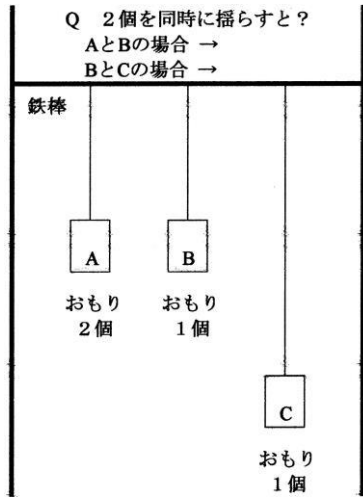 Q　2個を同時に揺らすと？
AとBの場合 →
BとCの場合 →
鉄棒
A
B
おもり
2個
おもり
1個
C
おもり
1個